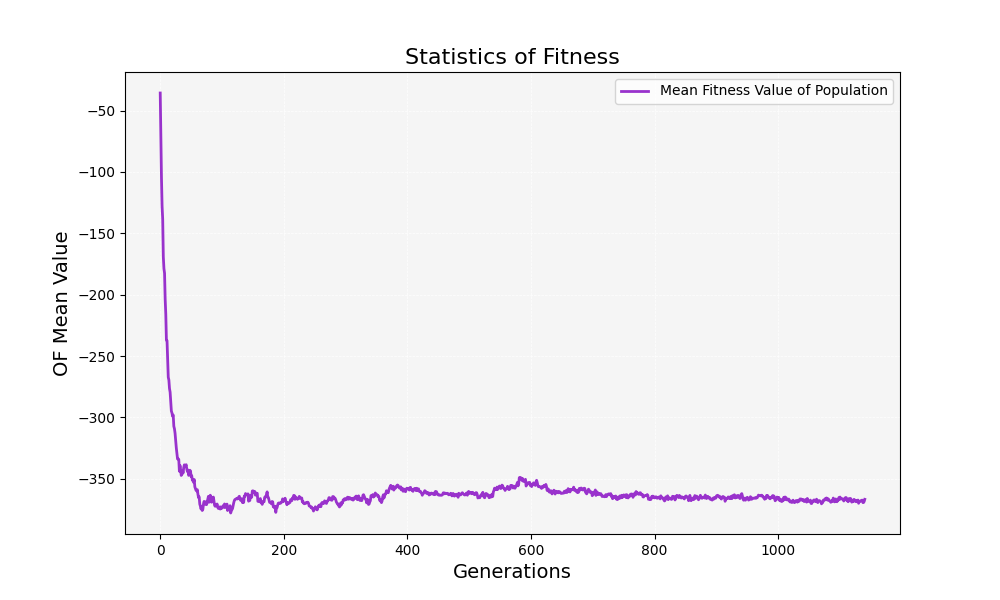 Statistics of Fitness
Mean Fitness Value of Population
OF Mean Value
−50
−100
−150
−200
−250
−300
−350
0 200 400 600 800 1000
Generations